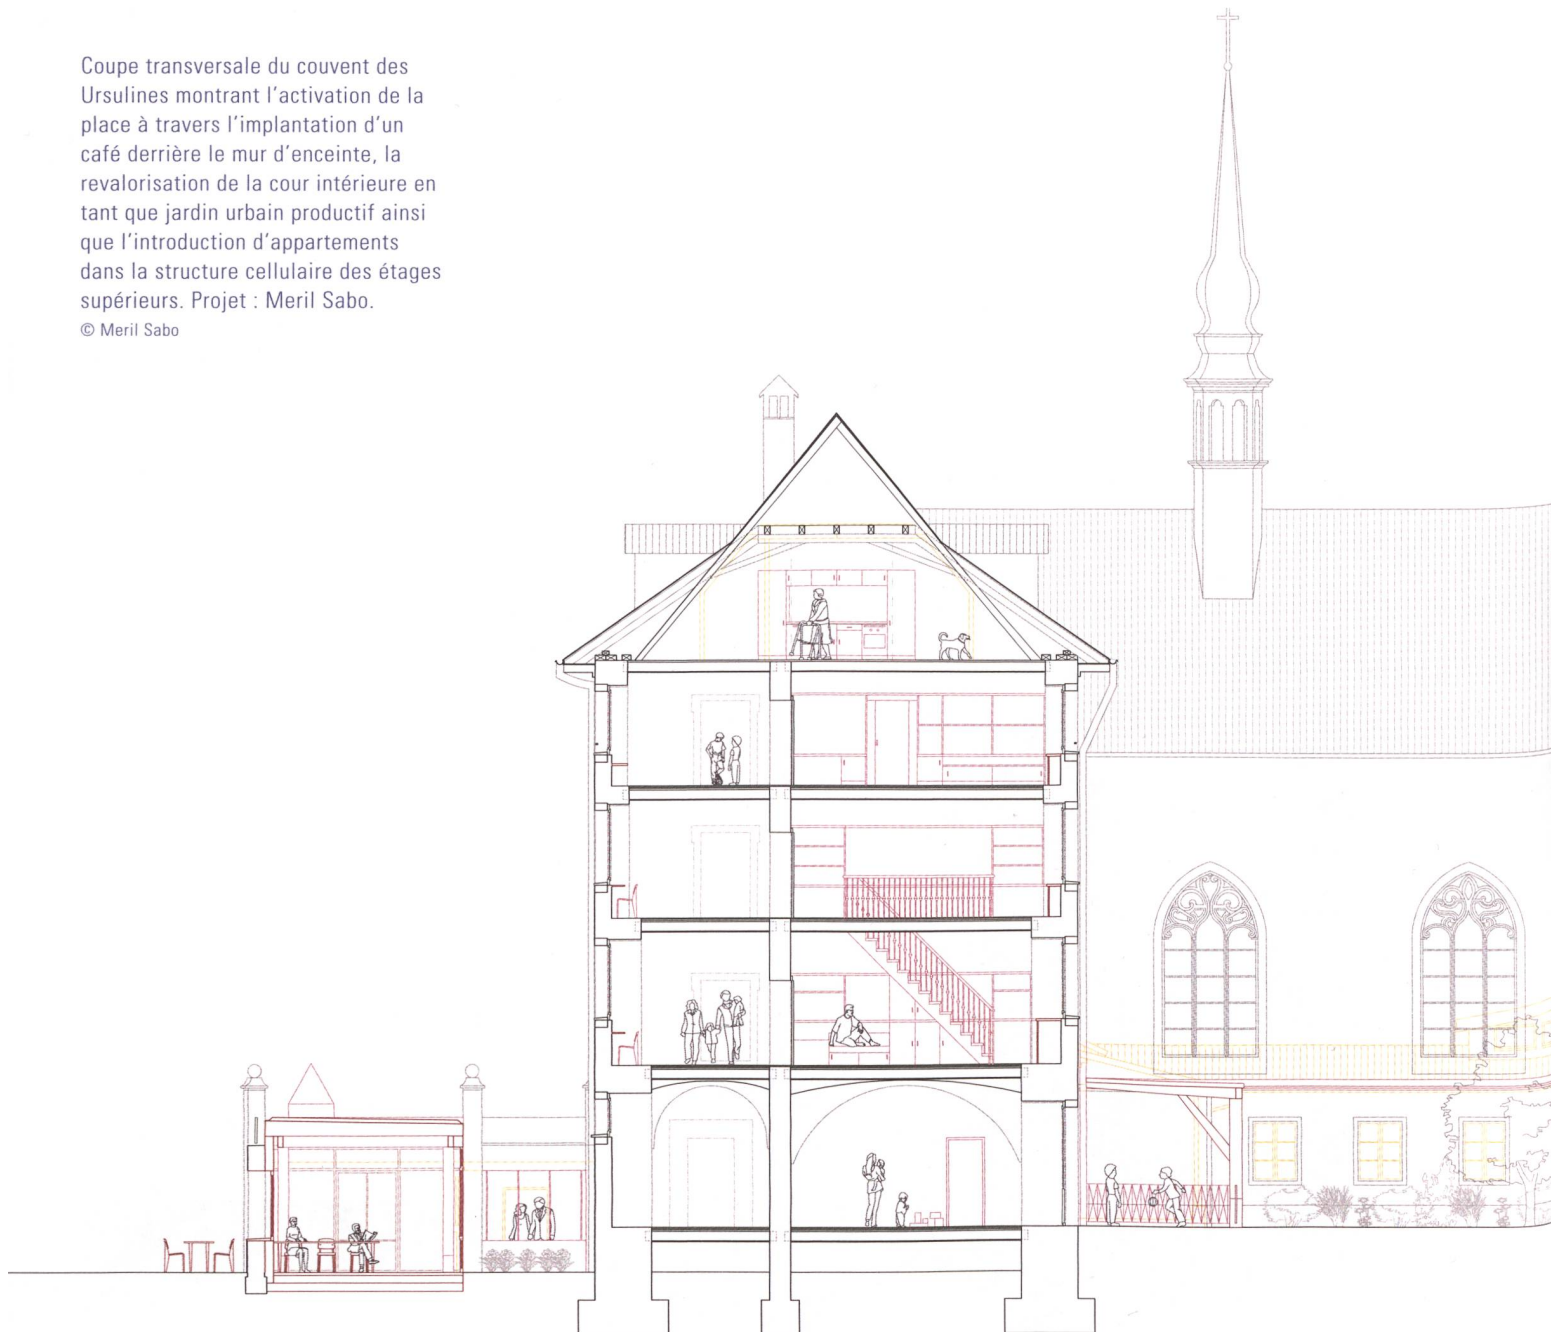 Coupe transversale du couvent des
Ursulines montrant l'activation de la
place à travers l'implantation d'un
café derrière le mur d'enceinte, la
revalorisation de la cour intérieure en
tant que jardin urbain productif ainsi
que l'introduction d'appartements
dans la structure cellulaire des étages
supérieurs. Projet : Meril Sabo.
© Meril Sabo